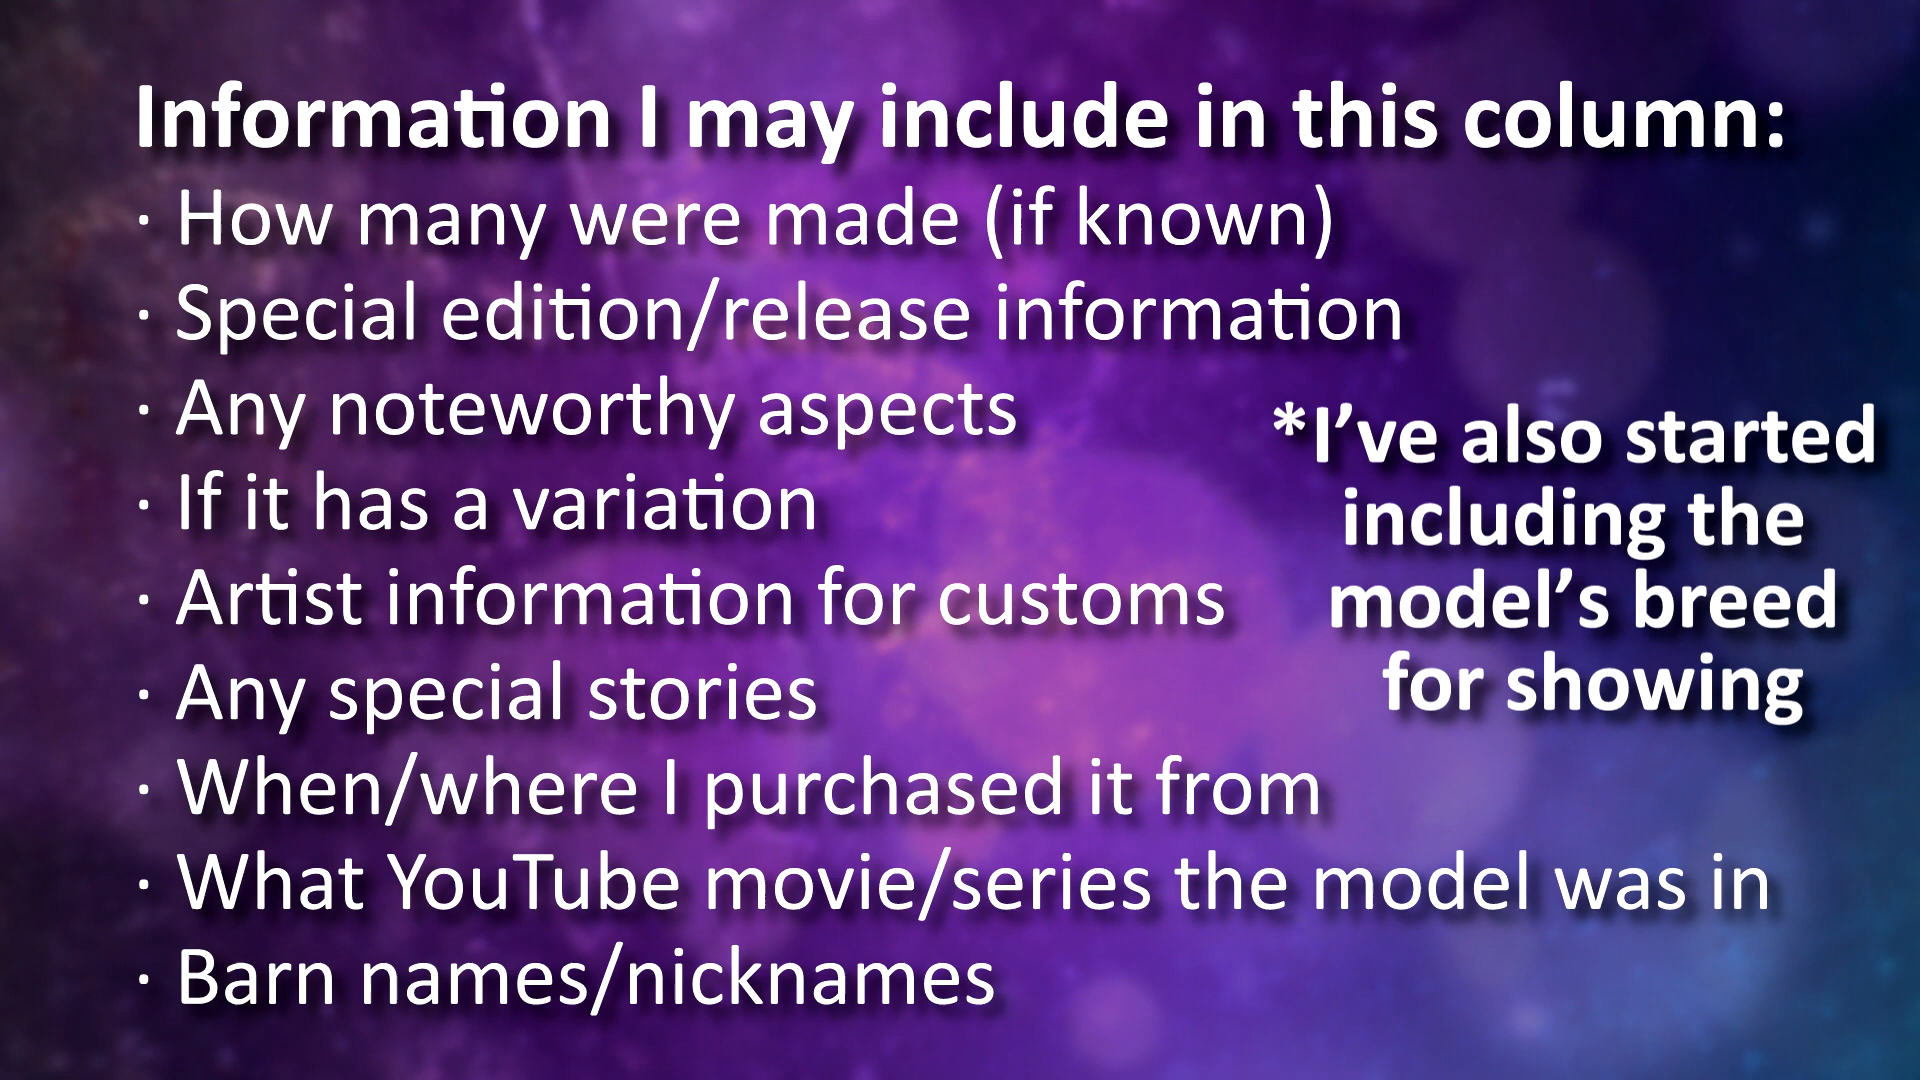 Information I may include in this column:
· How many were made (if known)
· Special edition/release information
· Any noteworthy aspects
· If it has a variation
· Artist information for customs
· Any special stories
· When/where I purchased it from
· What YouTube movie/series the model was in
· Barn names/nicknames
*I’ve also started
including the
model’s breed
for showing